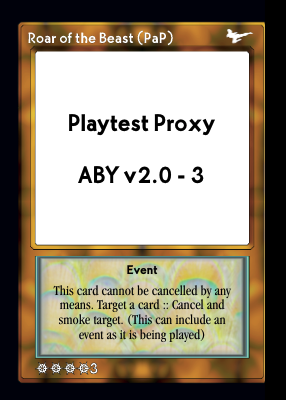 Roar of the Beast (PaP)
Playtest Proxy
ABY v2.0 - 3
Event
This card cannot be cancelled by any
means. Target a card :: Cancel and
smoke target. (This can include an
event as it is being played)
3